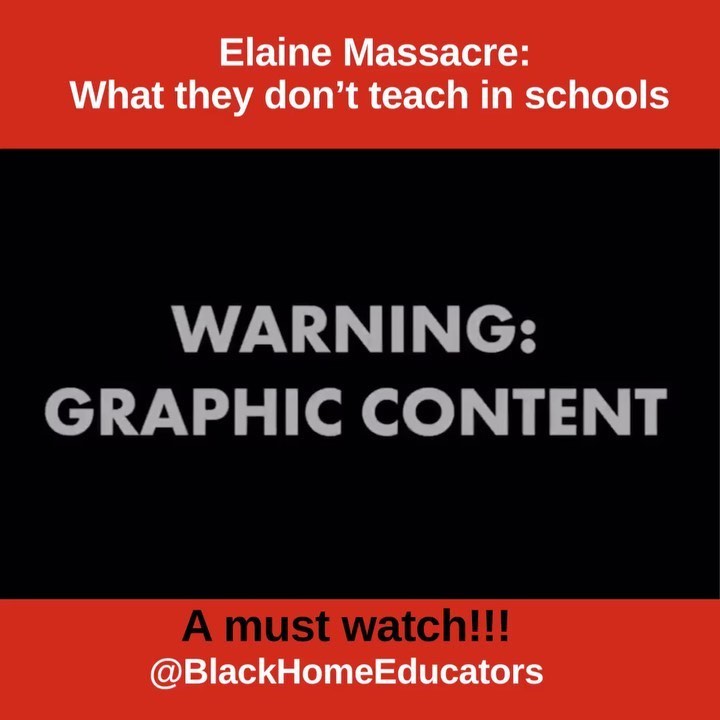 Elaine Massacre:
What they don’t teach in schools
WARNING:
GRAPHIC CONTENT
A must watch!!!
@BlackHomeEducators